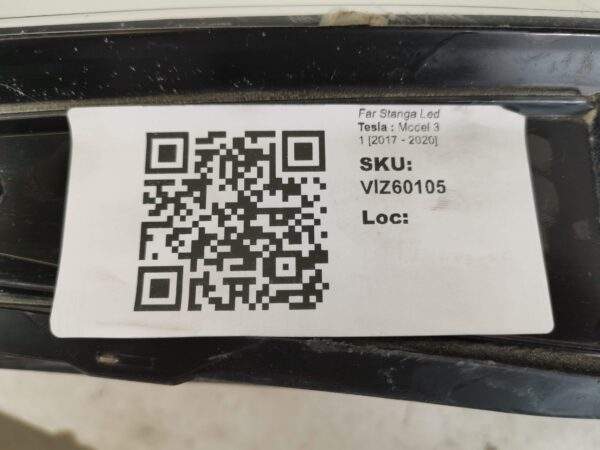 Far Stanga Led
Tesla : Model 3
1 [2017 - 2020]
SKU:
VIZ60105
Loc: